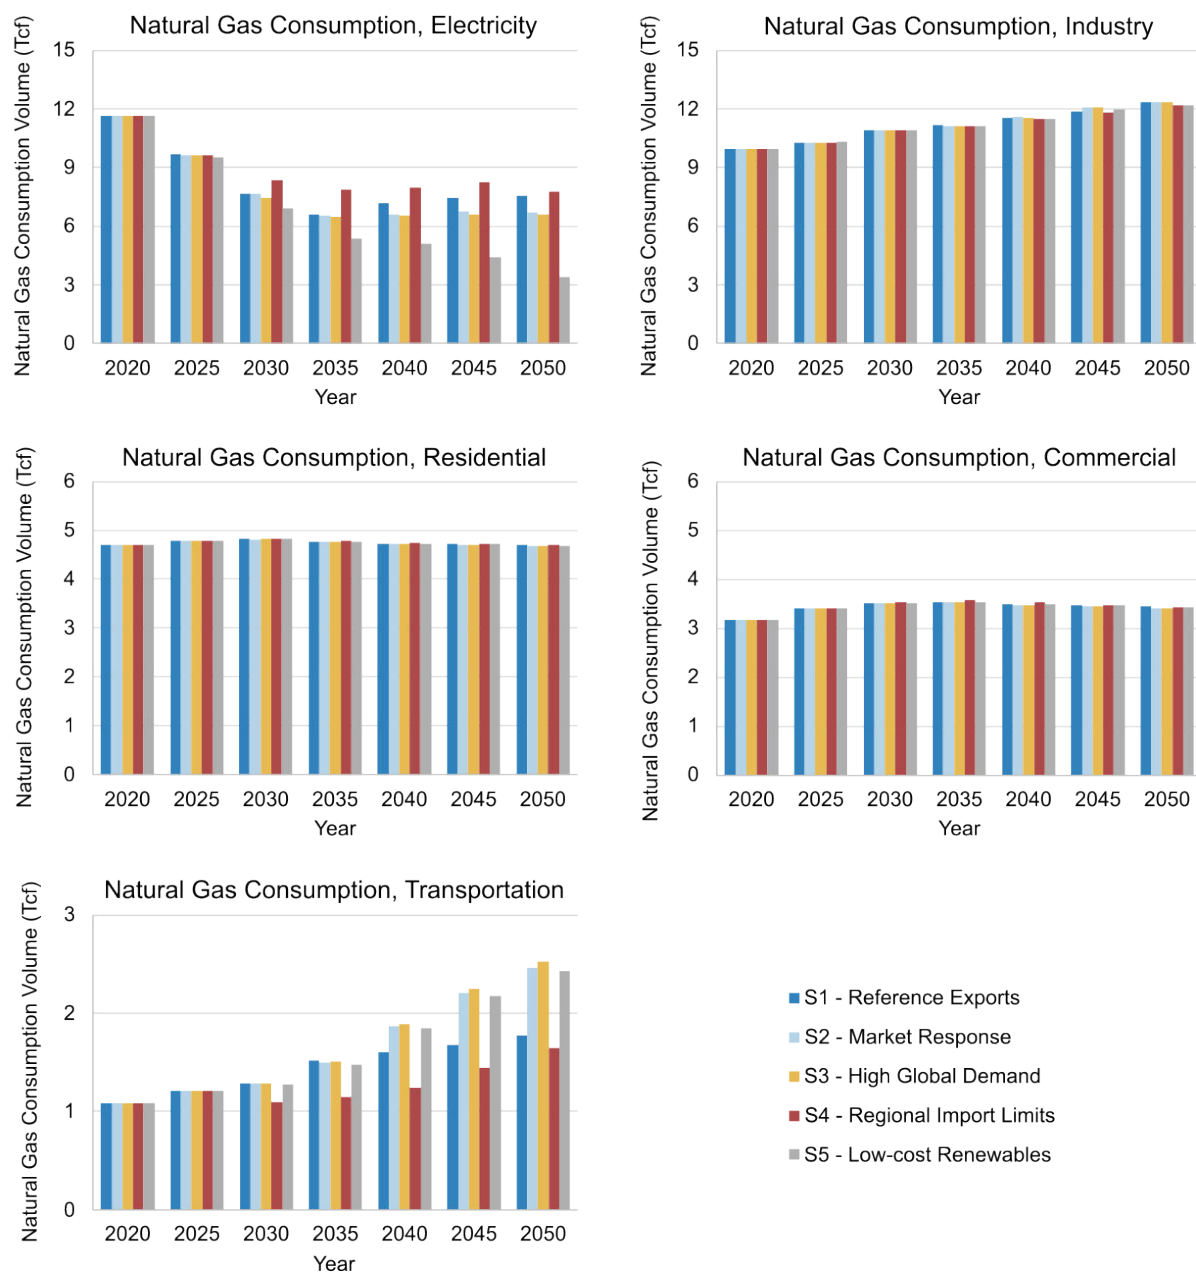 Natural Gas Consumption, Electricity
Natural Gas Consumption Volume (Tcf)
15
12
9
6
3
0
2020 2025 2030 2035 2040 2045 2050
Year
Natural Gas Consumption, Industry
Natural Gas Consumption Volume (Tcf)
15
12
9
6
3
0
2020 2025 2030 2035 2040 2045 2050
Year
Natural Gas Consumption, Residential
Natural Gas Consumption Volume (Tcf)
6
5
4
3
2
1
0
2020 2025 2030 2035 2040 2045 2050
Year
Natural Gas Consumption, Commercial
Natural Gas Consumption Volume (Tcf)
6
5
4
3
2
1
0
2020 2025 2030 2035 2040 2045 2050
Year
Natural Gas Consumption, Transportation
Natural Gas Consumption Volume (Tcf)
3
2
1
0
2020 2025 2030 2035 2040 2045 2050
Year
S1 - Reference Exports
S2 - Market Response
S3 - High Global Demand
S4 - Regional Import Limits
S5 - Low-cost Renewables